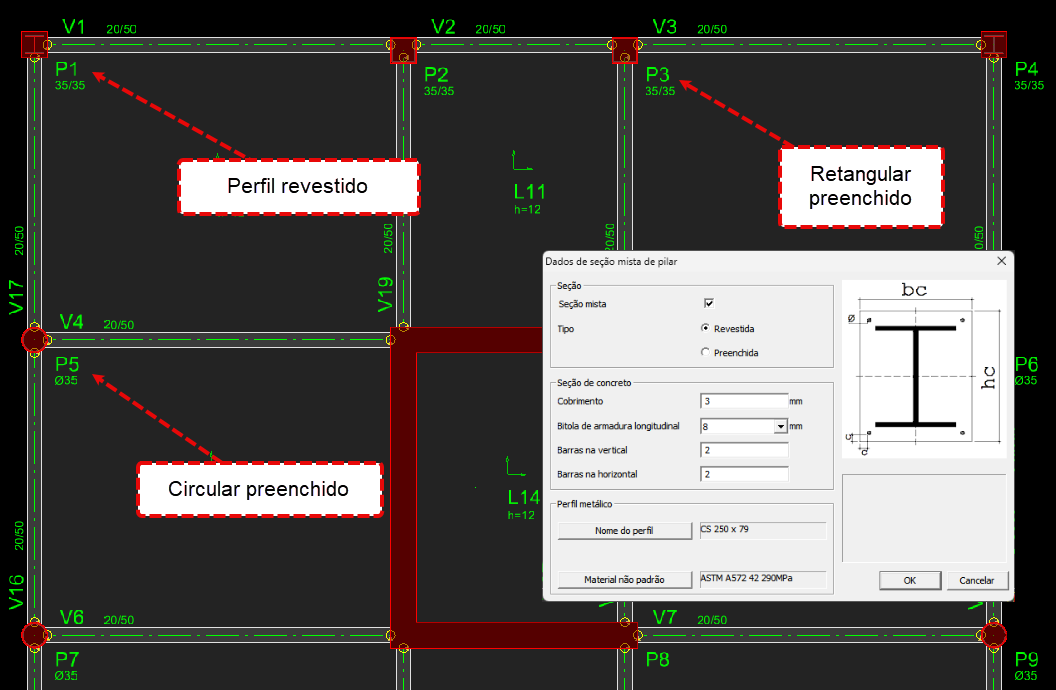 V1
20/50
V2
20/50
V3
20/50
P1
35/35
P2
35/35
P3
35/35
P4
35/35
Perfil revestido
Retangular
preenchido
L11
h=12
20/50
20/50
20/50
20/50
V17
V19
V4
20/50
P5
Ø35
P6
Ø35
Circular preenchido
L14
h=12
20/50
V16
V6
20/50
V7
20/50
P7
Ø35
P8
P9
Ø35
Dados de seção mista de pilar
Seção
Seção mista
Tipo
Revestida
Preenchida
Seção de concreto
Cobrimento
3
mm
Bitola de armadura longitudinal
8
mm
Barras na vertical
2
Barras na horizontal
2
Perfil metálico
Nome do perfil
CS 250 x 79
Material não padrão
ASTM A572 42 290MPa
bc
Ø
hc
c
c
OK
Cancelar